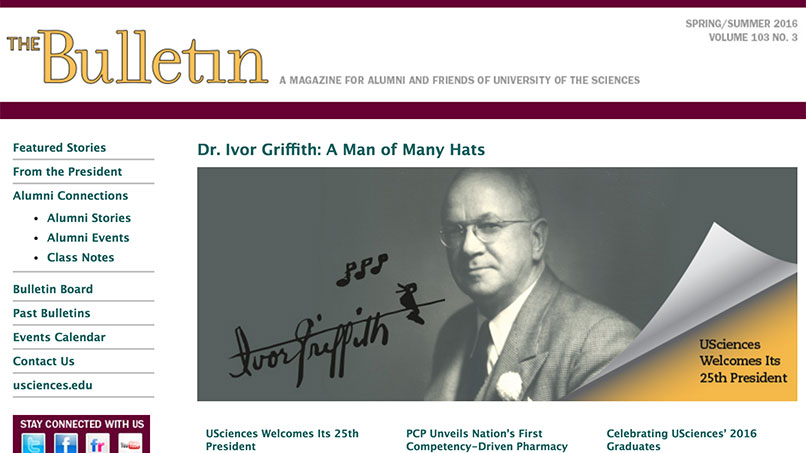 THE Bulletin
A MAGAZINE FOR ALUMNI AND FRIENDS OF UNIVERSITY OF THE SCIENCES
SPRING/SUMMER 2016
VOLUME 103 NO. 3
Featured Stories
From the President
Alumni Connections
• Alumni Stories
• Alumni Events
• Class Notes
Bulletin Board
Past Bulletins
Events Calendar
Contact Us
usciences.edu
STAY CONNECTED WITH US
Dr. Ivor Griffith: A Man of Many Hats
Ivor Griffith
USciences
Welcomes Its
25th President
USciences Welcomes Its 25th
President
PCP Unveils Nation's First
Competency-Driven Pharmacy
Celebrating USciences' 2016
Graduates